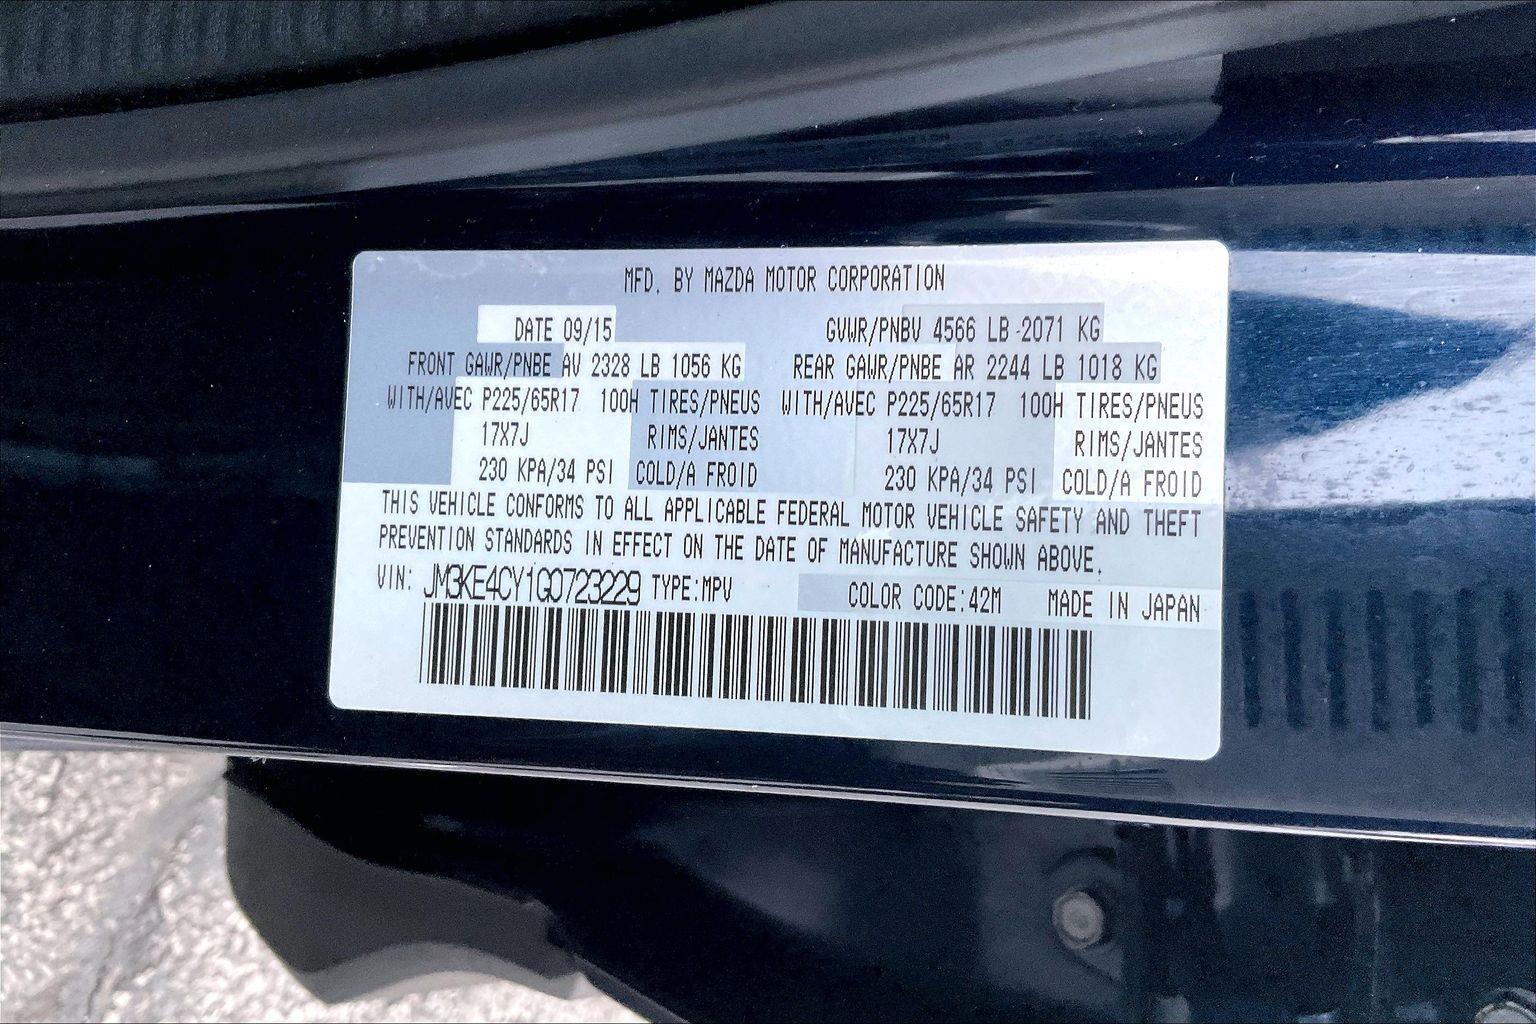 MFD. BY MAZDA MOTOR CORPORATION
DATE 09/15 GVWR/PNBV 4566 LB-2071 KG
FRONT GAWR/PNBE AV 2328 LB 1056 KG REAR GAWR/PNBE AR 2244 LB 1018 KG
WITH/AVEC P225/65R17 100H TIRES/PNEUS WITH/AVEC P225/65R17 100H TIRES/PNEUS
17X7J RIMS/JANTES 17X7J RIMS/JANTES
230 KPA/34 PSI COLD/A FROID 230 KPA/34 PSI COLD/A FROID
THIS VEHICLE CONFORMS TO ALL APPLICABLE FEDERAL MOTOR VEHICLE SAFETY AND THEFT
PREVENTION STANDARDS IN EFFECT ON THE DATE OF MANUFACTURE SHOWN ABOVE.
VIN: JM3KE4CY1G0723229 TYPE:MPV COLOR CODE:42M MADE IN JAPAN